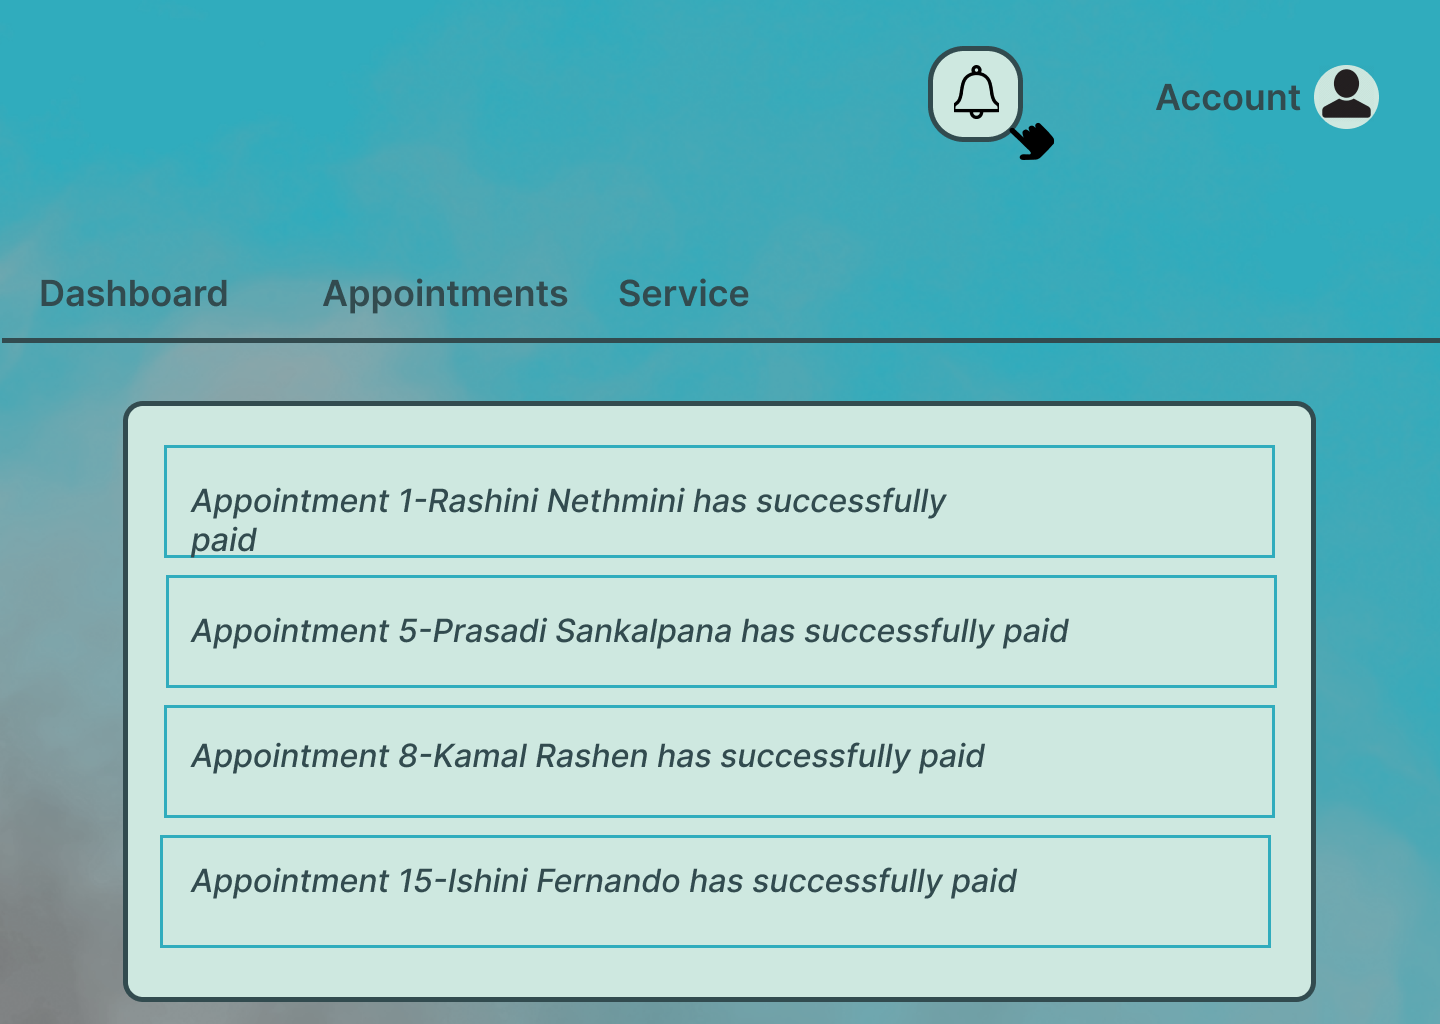 Account
Dashboard Appointments Service
Appointment 1-Rashini Nethmini has successfully
paid
Appointment 5-Prasadi Sankalpana has successfully paid
Appointment 8-Kamal Rashen has successfully paid
Appointment 15-Ishini Fernando has successfully paid